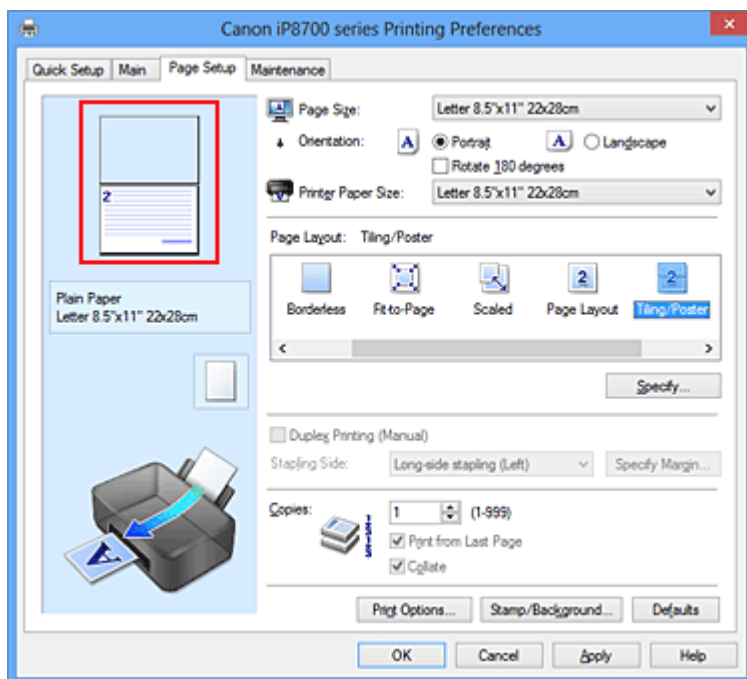 Canon iP8700 series Printing Preferences
Quick Setup Main Page Setup Maintenance
2
Plain Paper
Letter 8.5"x11" 22x28cm
A
Page Size: Letter 8.5"x11" 22x28cm
Orientation: A Portrait A Landscape
Rotate 180 degrees
Printer Paper Size: Letter 8.5"x11" 22x28cm
Page Layout: Tiling/Poster
2 2
Borderless Fit-to-Page Scaled Page Layout Tiling/Poster
Specify...
Duplex Printing (Manual)
Stapling Side: Long-side stapling (Left) Specify Margin...
Copies: 1 (1-999)
Print from Last Page
Collate
Print Options... Stamp/Background... Defaults
OK Cancel Apply Help